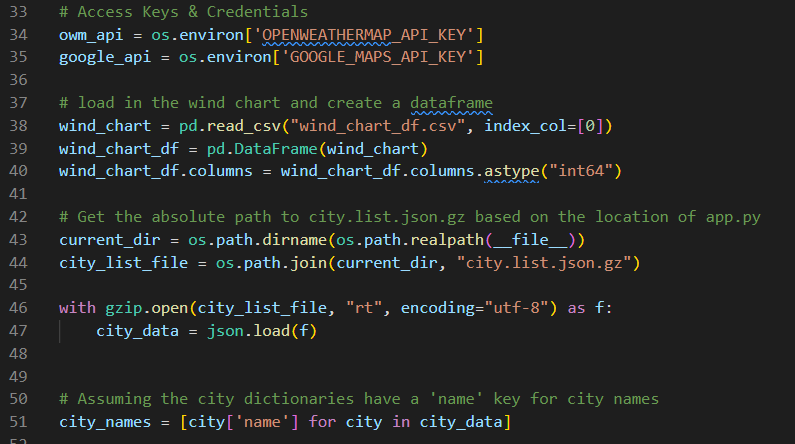 33 # Access Keys & Credentials
34 owm_api = os.environ['OPENWEATHERMAP_API_KEY']
35 google_api = os.environ['GOOGLE_MAPS_API_KEY']
36
37 # load in the wind chart and create a dataframe
38 wind_chart = pd.read_csv("wind_chart_df.csv", index_col=[0])
39 wind_chart_df = pd.DataFrame(wind_chart)
40 wind_chart_df.columns = wind_chart_df.columns.astype("int64")
41
42 # Get the absolute path to city.list.json.gz based on the location of app.py
43 current_dir = os.path.dirname(os.path.realpath(__file__))
44 city_list_file = os.path.join(current_dir, "city.list.json.gz")
45
46 with gzip.open(city_list_file, "rt", encoding="utf-8") as f:
47     city_data = json.load(f)
48
49
50 # Assuming the city dictionaries have a 'name' key for city names
51 city_names = [city['name'] for city in city_data]